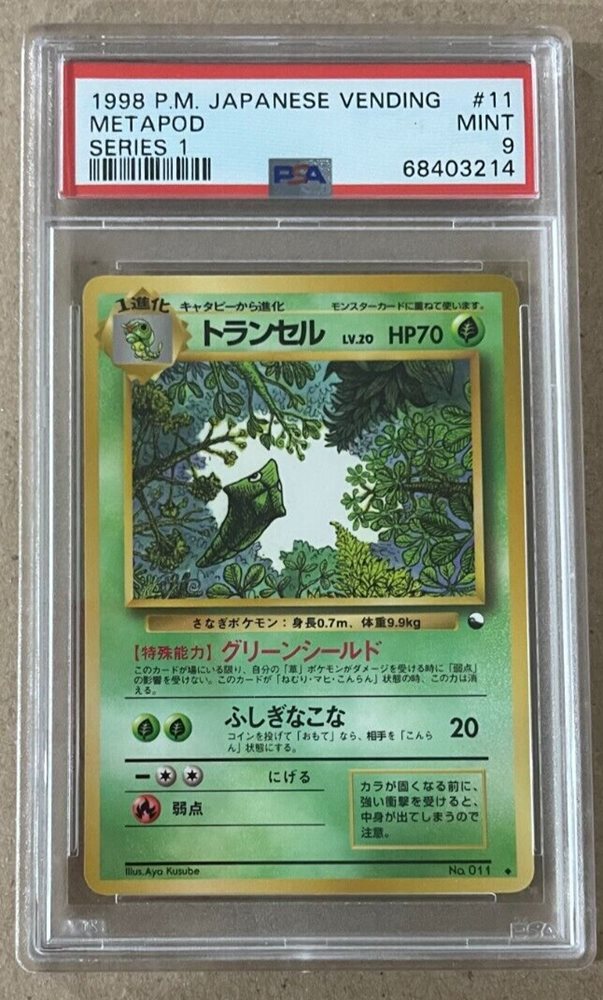 1998 P.M. JAPANESE VENDING #11
METAPOD MINT
SERIES 1 9
PSA 68403214
1進化 キャタピーから進化 モンスターカードに重ねて使います。
トランセル LV.20 HP70
さなぎポケモン：身長0.7m、体重9.9kg
【特殊能力】グリーンシールド
このカードが場にいる限り、自分の「草」ポケモンがダメージを受ける時に「弱点」
の影響を受けない。このカードが「ねむり・マヒ・こんらん」状態の時、この力は消
える。
ふしぎなこな 20
コインを投げて「おもて」なら、相手を「こんら
ん」状態にする。
ー にげる
弱点
カラが固くなる前に、
強い衝撃を受けると、
中身が出てしまうので
注意。
Illus.Ayo Kusube No. 011
PSA